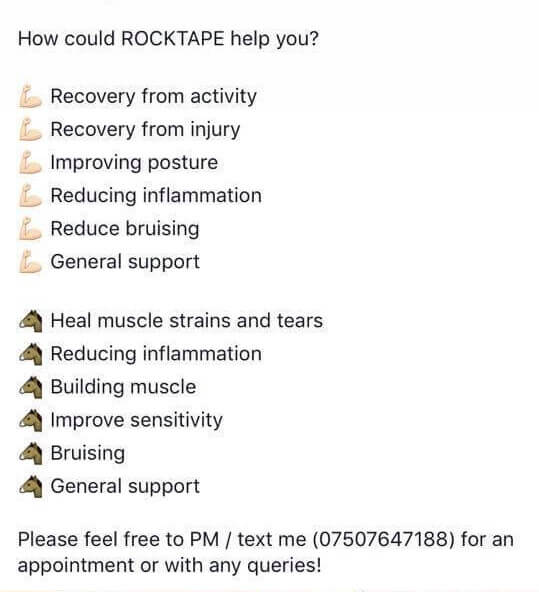 How could ROCKTAPE help you?
💪🏻 Recovery from activity
💪🏻 Recovery from injury
💪🏻 Improving posture
💪🏻 Reducing inflammation
💪🏻 Reduce bruising
💪🏻 General support
🐴 Heal muscle strains and tears
🐴 Reducing inflammation
🐴 Building muscle
🐴 Improve sensitivity
🐴 Bruising
🐴 General support
Please feel free to PM / text me (07507647188) for an
appointment or with any queries!